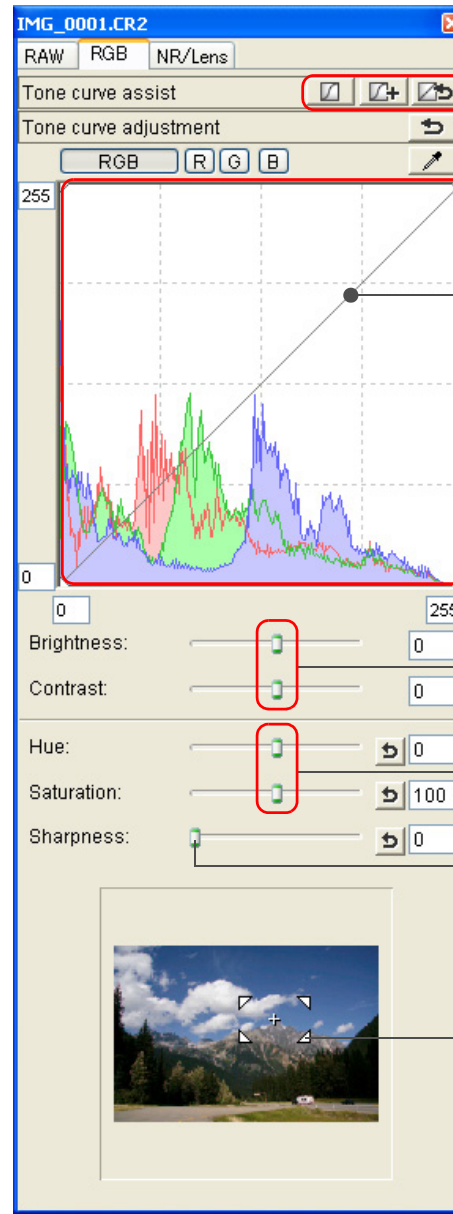 IMG_0001.CR2
RAW RGB NR/Lens
Tone curve assist
Tone curve adjustment
RGB R G B
255
0
0 255
Brightness: 0
Contrast: 0
Hue: 0
Saturation: 100
Sharpness: 0